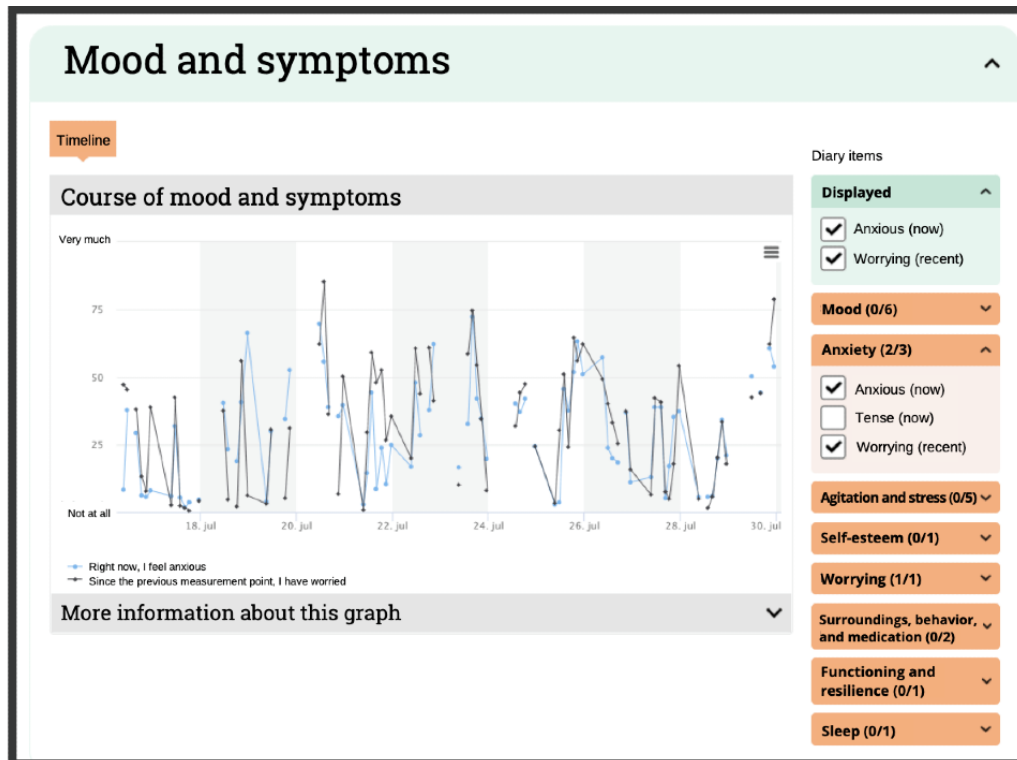 Mood and symptoms
Timeline
Course of mood and symptoms
Very much
75
50
25
Not at all
18. jul
20. jul
22. jul
24. jul
26. jul
28. jul
30. jul
Right now, I feel anxious
Since the previous measurement point, I have worried
More information about this graph
Diary items
Displayed
Anxious (now)
Worrying (recent)
Mood (0/6)
Anxiety (2/3)
Anxious (now)
Tense (now)
Worrying (recent)
Agitation and stress (0/5)
Self-esteem (0/1)
Worrying (1/1)
Surroundings, behavior,
and medication (0/2)
Functioning and
resilience (0/1)
Sleep (0/1)